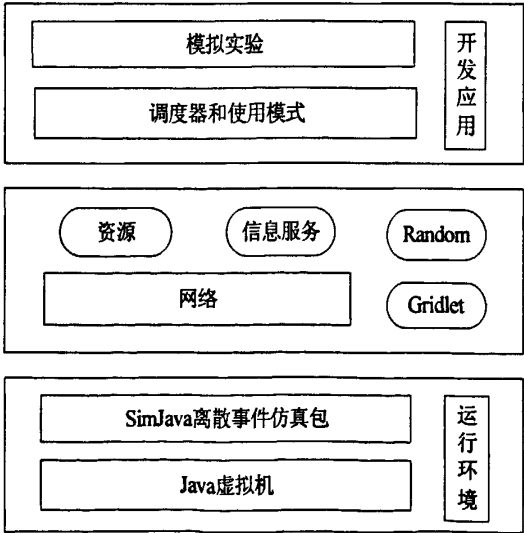 模拟实验
调度器和使用模式
开发应用
资源
信息服务
Random
网络
Gridlet
SimJava离散事件仿真包
Java虚拟机
运行环境